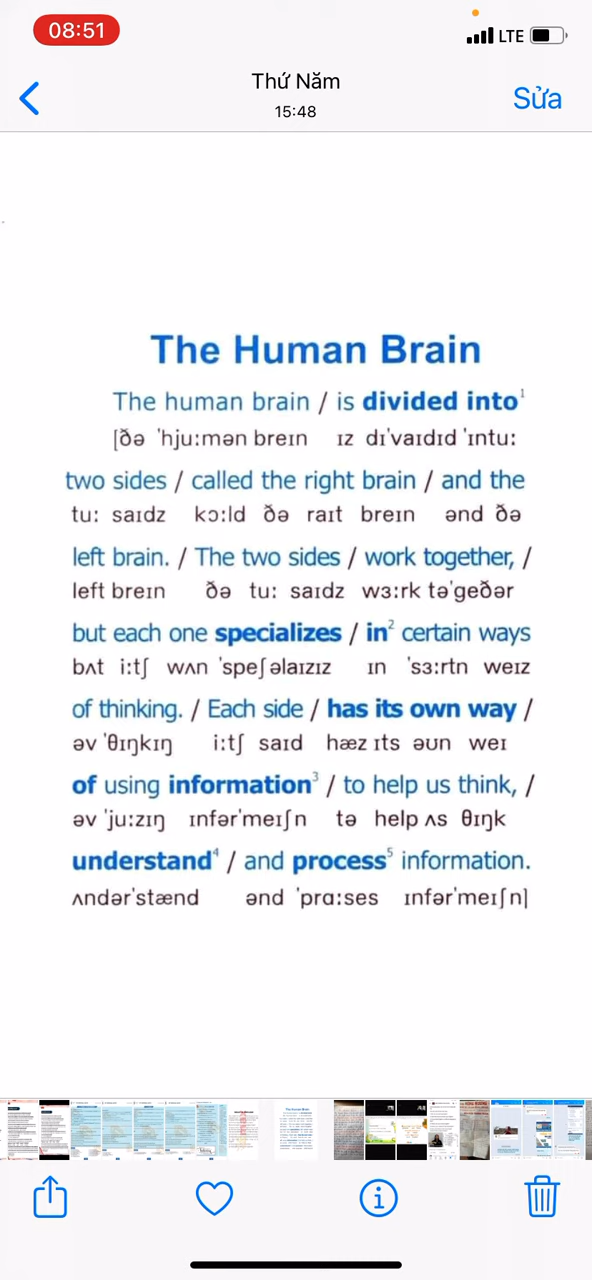 08:51
LTE
Thứ Năm
15:48
Sửa
The Human Brain
The human brain / is divided into¹
[ðə ˈhjuːmən breɪn ɪz dɪˈvaɪdɪd ˈɪntuː
two sides / called the right brain / and the
tuː saɪdz kɔːld ðə raɪt breɪn ənd ðə
left brain. / The two sides / work together, /
left breɪn ðə tuː saɪdz wɜːrk təˈgeðər
but each one specializes / in² certain ways
bʌt iːtʃ wʌn ˈspeʃəlaɪzɪz ɪn ˈsɜːrtn weɪz
of thinking. / Each side / has its own way /
əv ˈθɪŋkɪŋ iːtʃ saɪd hæz ɪts əʊn weɪ
of using information³ / to help us think, /
əv ˈjuːzɪŋ ɪnfərˈmeɪʃn tə help ʌs θɪŋk
understand⁴ / and process⁵ information.
ʌndərˈstænd ənd ˈprɑːses ɪnfərˈmeɪʃn]